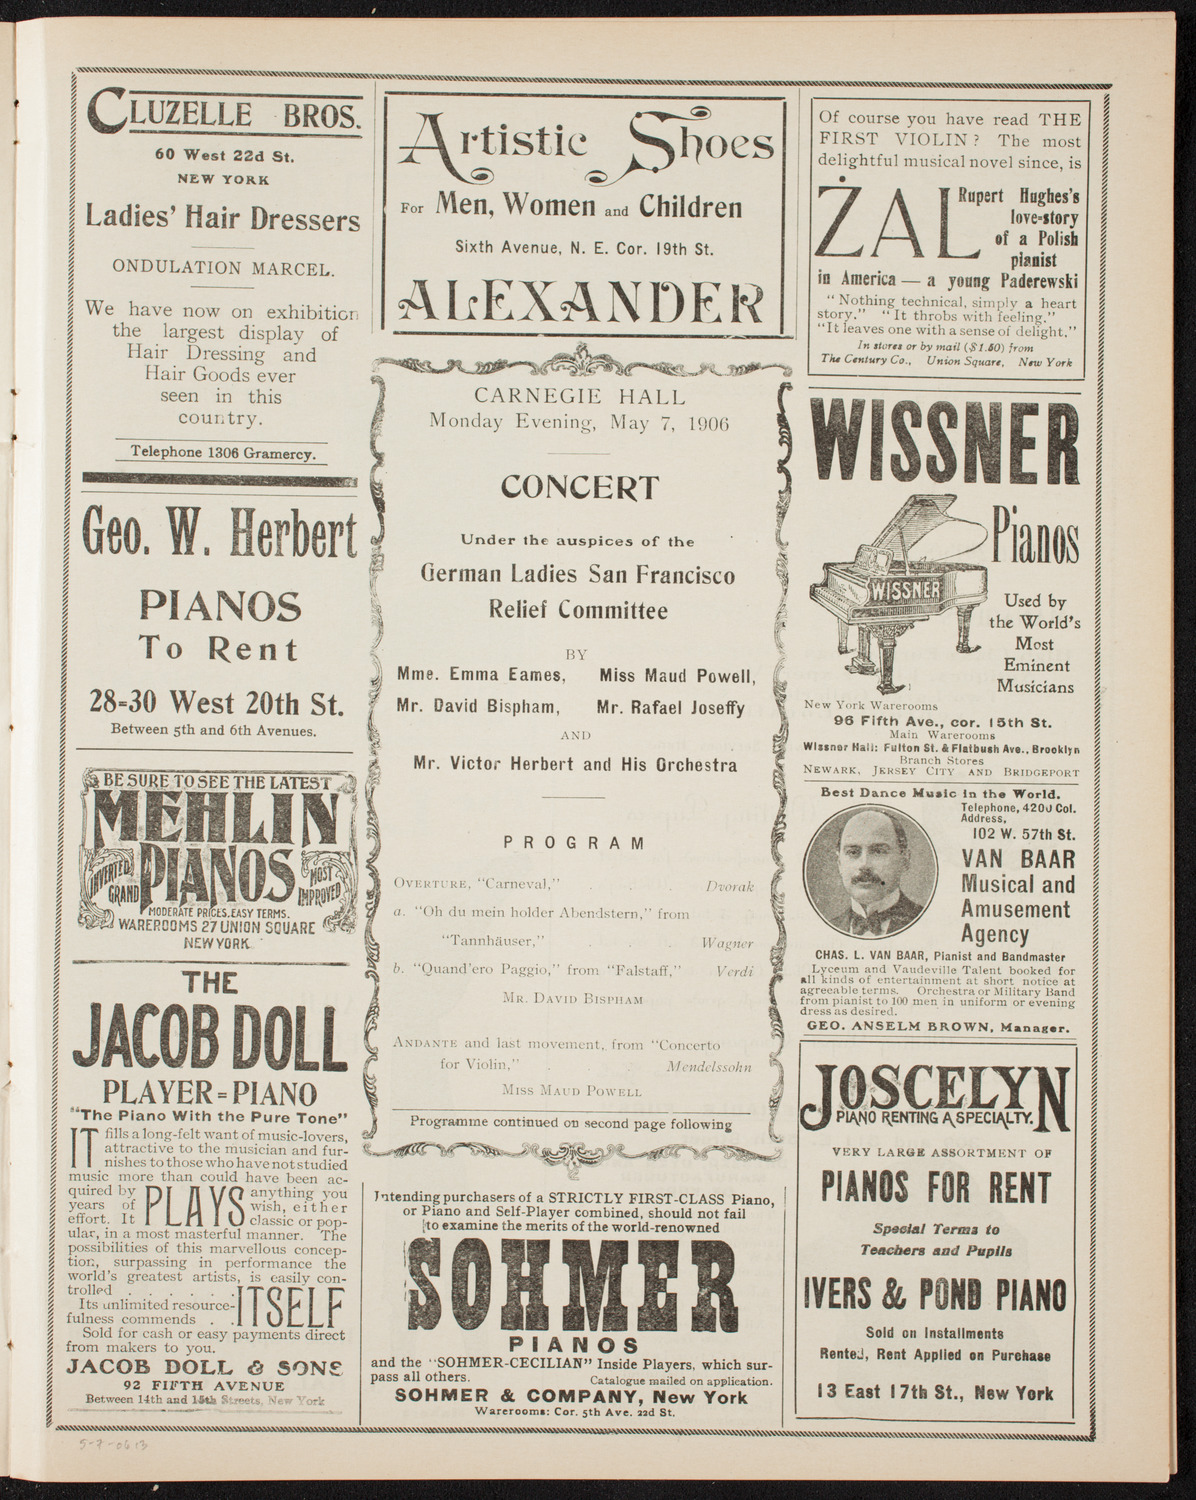 CLUZELLE BROS.
60 West 22d St.
NEW YORK
Ladies' Hair Dressers
ONDULATION MARCEL.
We have now on exhibition
the largest display of
Hair Dressing and
Hair Goods ever
seen in this
country.
Telephone 1306 Gramercy.
Geo. W. Herbert
PIANOS
To Rent
28-30 West 20th St.
Between 5th and 6th Avenues.
BE SURE TO SEE THE LATEST
MEHLIN
PIANOS
INVERTED
GRAND
MOST
IMPROVED
MODERATE PRICES. EASY TERMS.
WAREROOMS 27 UNION SQUARE
NEW YORK
THE
JACOB DOLL
PLAYER-PIANO
"The Piano With the Pure Tone"
IT fills a long-felt want of music-lovers,
attractive to the musician and fur-
nishes to those who have not studied
music more than could have been ac-
quired by PLAYS anything you
years of wish, either
effort. It classic or pop-
ular, in a most masterful manner. The
possibilities of this marvellous concep-
tion, surpassing in performance the
world's greatest artists, is easily con-
trolled . . . . . . ITSELF
Its unlimited resource-
fulness commends . .
Sold for cash or easy payments direct
from makers to you.
JACOB DOLL & SONS
92 FIFTH AVENUE
Between 14th and 15th Streets, New York
Artistic Shoes
For Men, Women and Children
Sixth Avenue, N. E. Cor. 19th St.
ALEXANDER
CARNEGIE HALL
Monday Evening, May 7, 1906
CONCERT
Under the auspices of the
German Ladies San Francisco
Relief Committee
BY
Mme. Emma Eames, Miss Maud Powell,
Mr. David Bispham, Mr. Rafael Joseffy
AND
Mr. Victor Herbert and His Orchestra
PROGRAM
OVERTURE, "Carneval," . . . Dvorak
a. "Oh du mein holder Abendstern," from
"Tannhäuser," . . . . Wagner
b. "Quand'ero Paggio," from "Falstaff," Verdi
MR. DAVID BISPHAM
ANDANTE and last movement, from "Concerto
for Violin," . . . . Mendelssohn
MISS MAUD POWELL
Programme continued on second page following
Intending purchasers of a STRICTLY FIRST-CLASS Piano,
or Piano and Self-Player combined, should not fail
to examine the merits of the world-renowned
SOHMER
PIANOS
and the "SOHMER-CECILIAN" Inside Players, which sur-
pass all others. Catalogue mailed on application.
SOHMER & COMPANY, New York
Warerooms: Cor. 5th Ave. 22d St.
Of course you have read THE
FIRST VIOLIN? The most
delightful musical novel since, is
ŻAL Rupert Hughes's
love-story
of a Polish
pianist
in America — a young Paderewski
"Nothing technical, simply a heart
story." "It throbs with feeling."
"It leaves one with a sense of delight."
In stores or by mail ($1.50) from
The Century Co., Union Square, New York
WISSNER
Pianos
WISSNER
Used by
the World's
Most
Eminent
Musicians
New York Warerooms
96 Fifth Ave., cor. 15th St.
Main Warerooms
Wissner Hall: Fulton St. & Flatbush Ave., Brooklyn
Branch Stores
NEWARK, JERSEY CITY AND BRIDGEPORT
Best Dance Music in the World.
Telephone, 4200 Col.
Address,
102 W. 57th St.
VAN BAAR
Musical and
Amusement
Agency
CHAS. L. VAN BAAR, Pianist and Bandmaster
Lyceum and Vaudeville Talent booked for
all kinds of entertainment at short notice at
agreeable terms. Orchestra or Military Band
from pianist to 100 men in uniform or evening
dress as desired.
GEO. ANSELM BROWN, Manager.
JOSCELYN
PIANO RENTING A SPECIALTY.
VERY LARGE ASSORTMENT OF
PIANOS FOR RENT
Special Terms to
Teachers and Pupils
IVERS & POND PIANO
Sold on Installments
Rented, Rent Applied on Purchase
13 East 17th St., New York
5-7-06 13